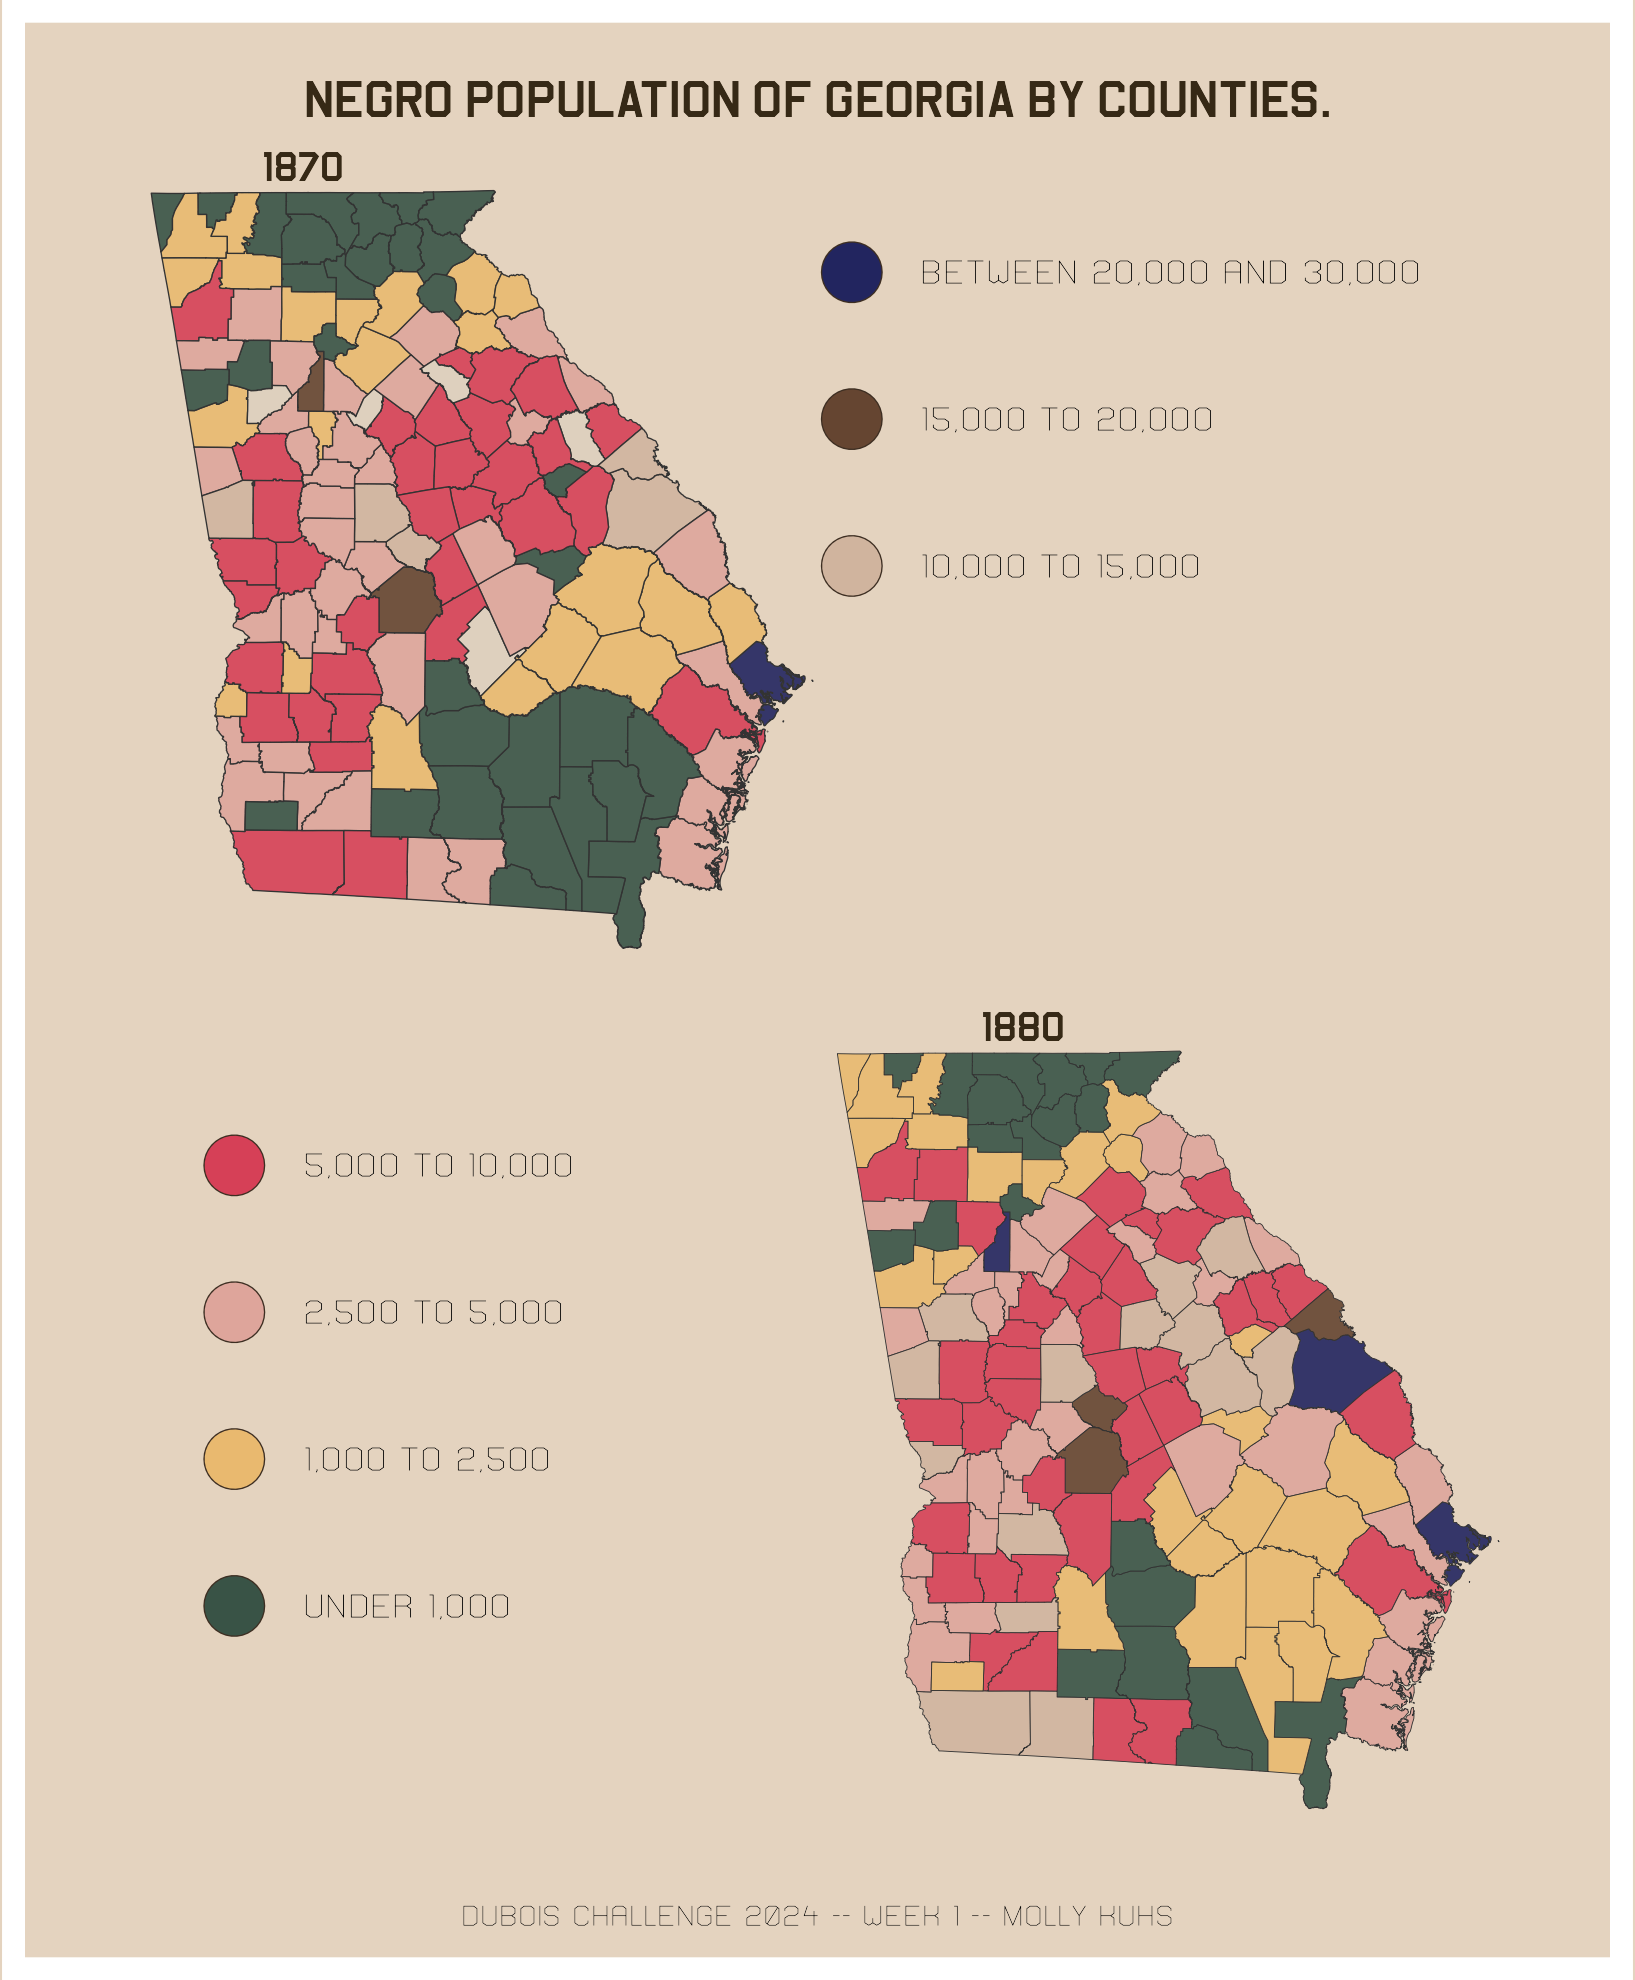 NEGRO POPULATION OF GEORGIA BY COUNTIES.
1870
BETWEEN 20,000 AND 30,000
15,000 TO 20,000
10,000 TO 15,000
1880
5,000 TO 10,000
2,500 TO 5,000
1,000 TO 2,500
UNDER 1,000
DUBOIS CHALLENGE 2024 -- WEEK 1 -- MOLLY KUHS